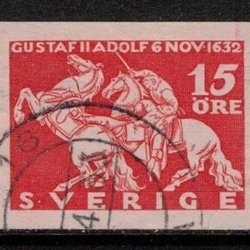 GUSTAF II ADOLF 6 NOV · 1632
15
ÖRE
SVERIGE